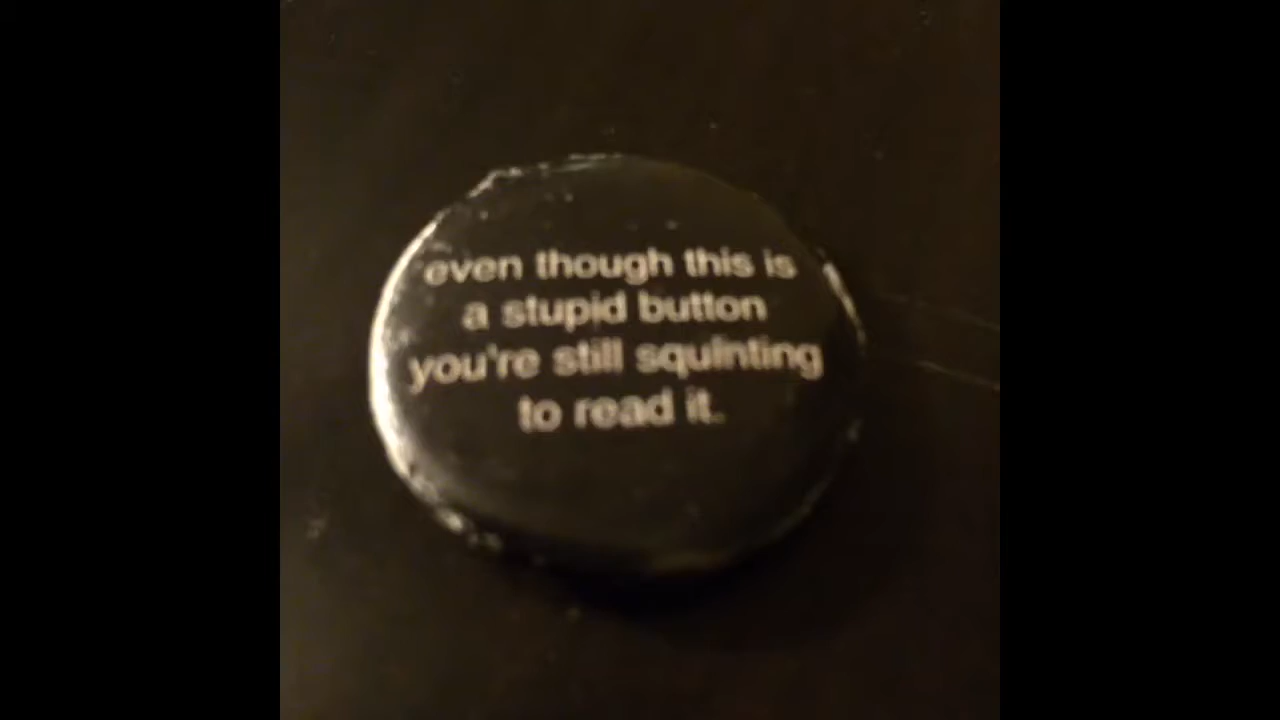 even though this is
a stupid button
you're still squinting
to read it.